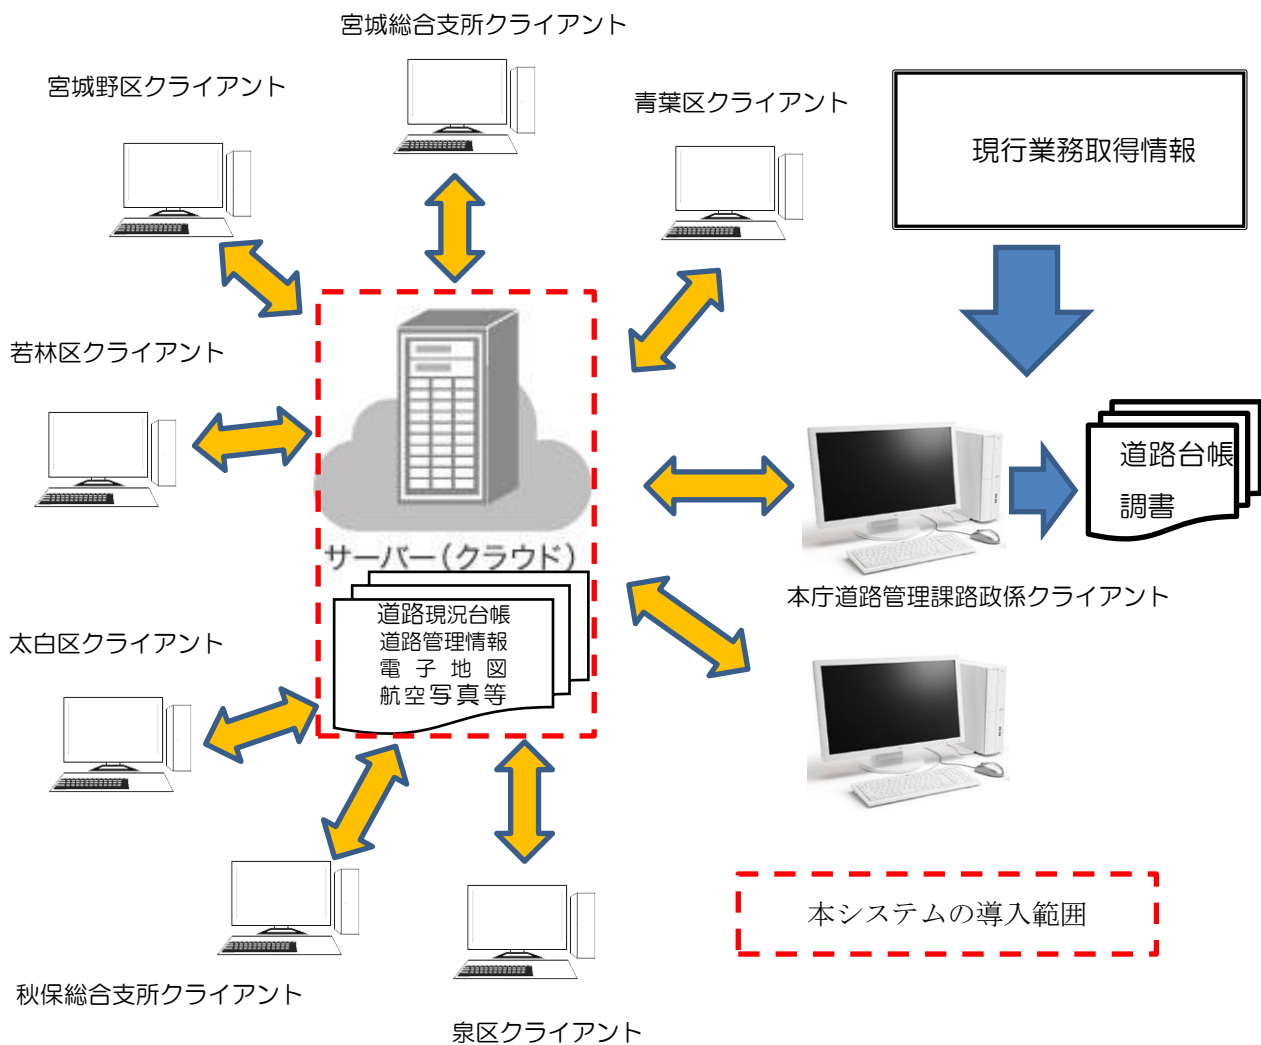 宮城総合支所クライアント
宮城野区クライアント
青葉区クライアント
現行業務取得情報
若林区クライアント
道路台帳
調書
サーバー（クラウド）
本庁道路管理課路政係クライアント
道路現況台帳
道路管理情報
電子地図
航空写真等
太白区クライアント
本システムの導入範囲
秋保総合支所クライアント
泉区クライアント